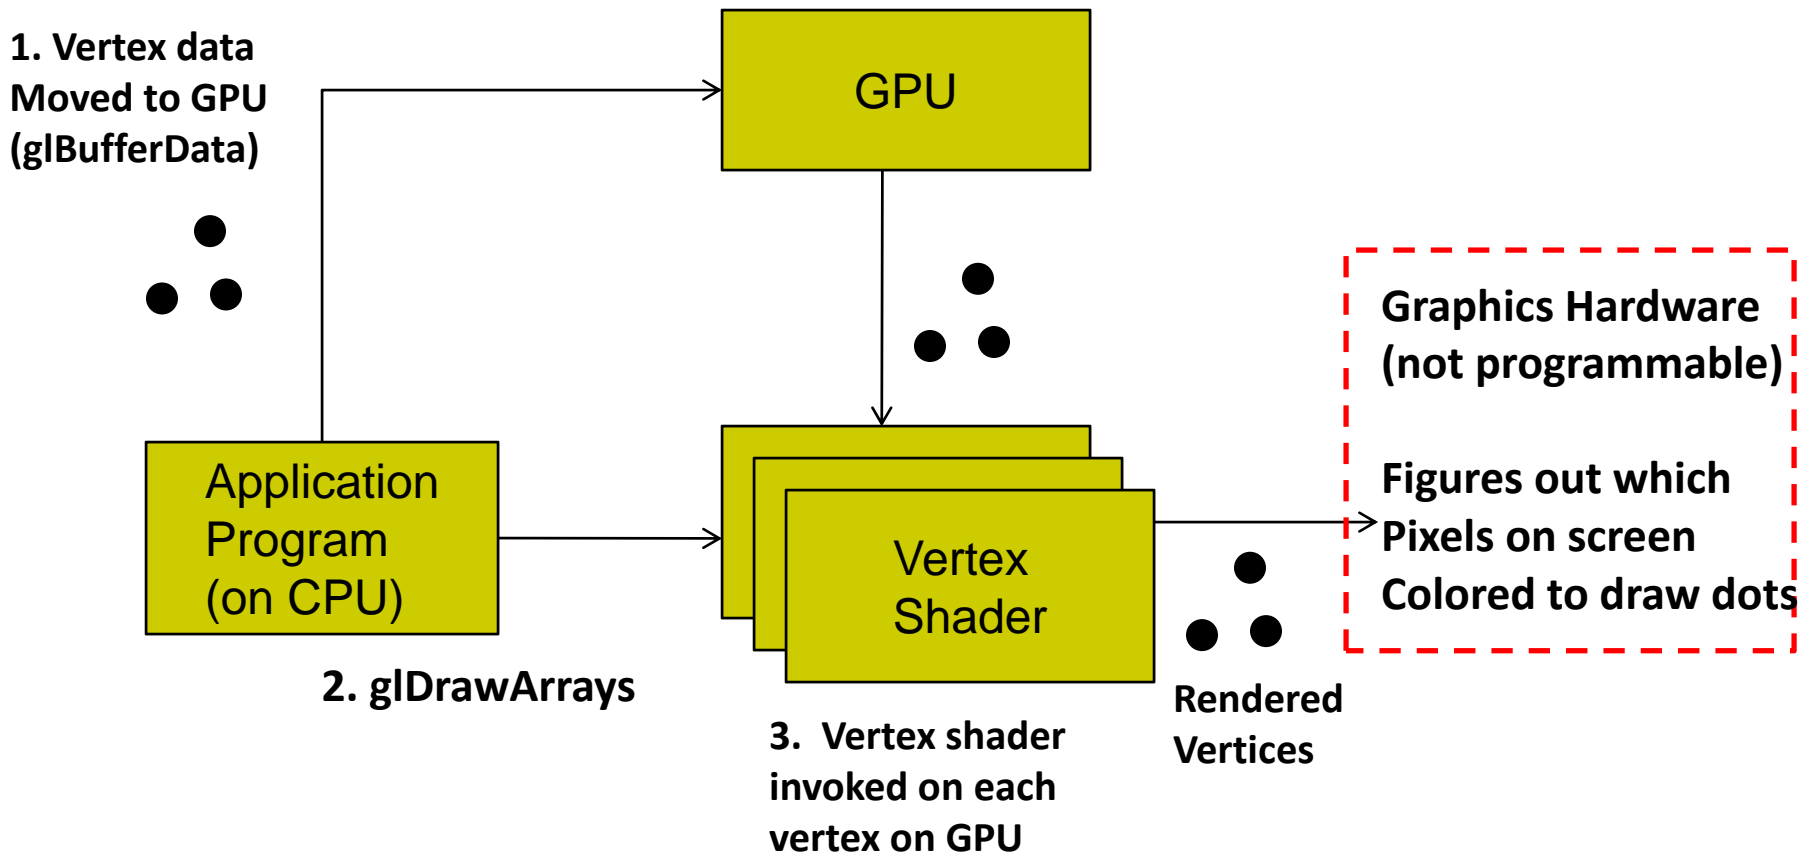 1. Vertex data
Moved to GPU
(glBufferData)
GPU
Graphics Hardware
(not programmable)
Figures out which
Pixels on screen
Colored to draw dots
Application
Program
(on CPU)
Vertex
Shader
2. glDrawArrays
Rendered
Vertices
3. Vertex shader
invoked on each
vertex on GPU